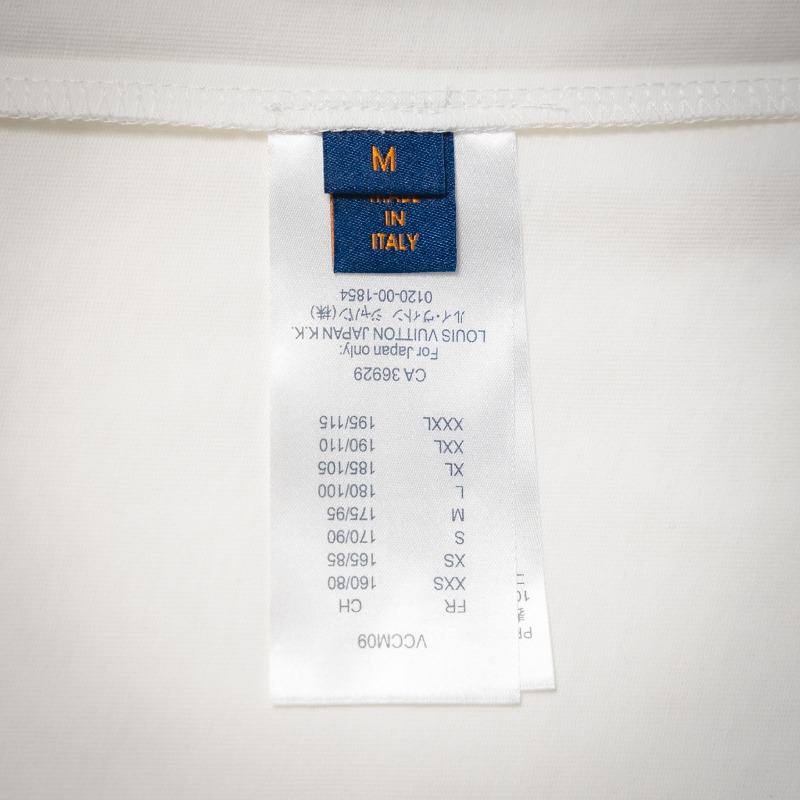 M
MADE
IN
ITALY
VCCM09
FR CH
XXS 160/80
XS 165/85
S 170/90
M 175/95
L 180/100
XL 185/105
XXL 190/110
XXXL 195/115
CA 36929
For Japan only:
LOUIS VUITTON JAPAN K.K.
ルイ・ヴィトン ジャパン(株)
0120-00-1854